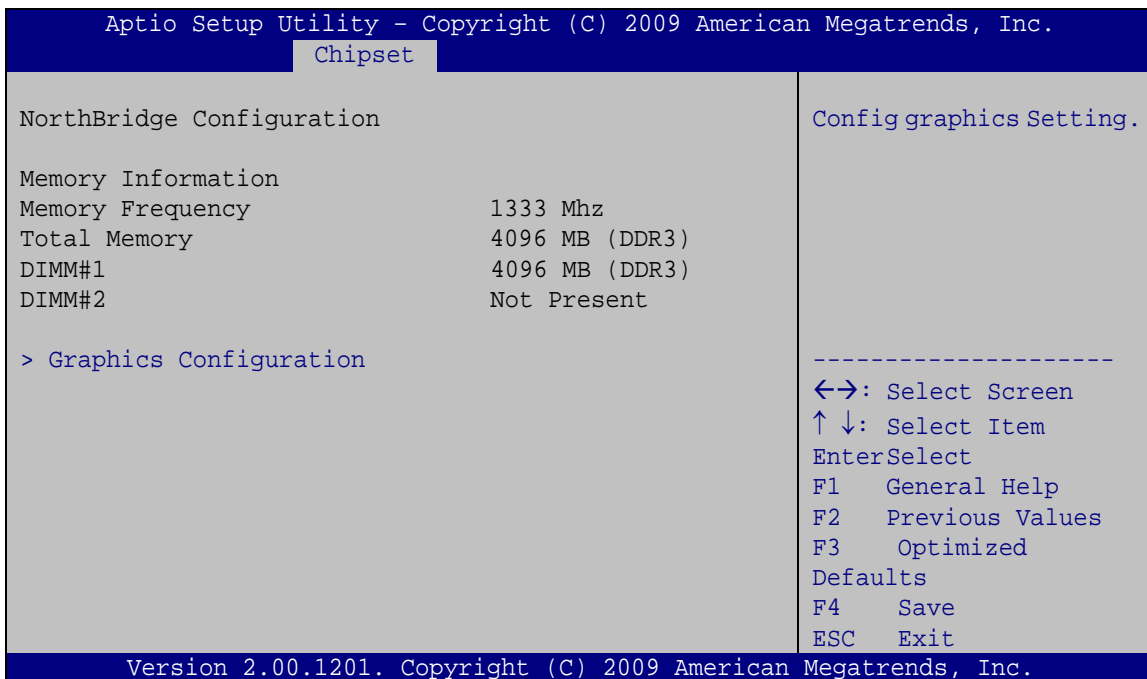 Aptio Setup Utility – Copyright (C) 2009 American Megatrends, Inc.
Chipset
NorthBridge Configuration
Memory Information
Memory Frequency 1333 Mhz
Total Memory 4096 MB (DDR3)
DIMM#1 4096 MB (DDR3)
DIMM#2 Not Present
> Graphics Configuration
Config graphics Setting.
---------------------
←→: Select Screen
↑ ↓: Select Item
EnterSelect
F1 General Help
F2 Previous Values
F3 Optimized
Defaults
F4 Save
ESC Exit
Version 2.00.1201. Copyright (C) 2009 American Megatrends, Inc.